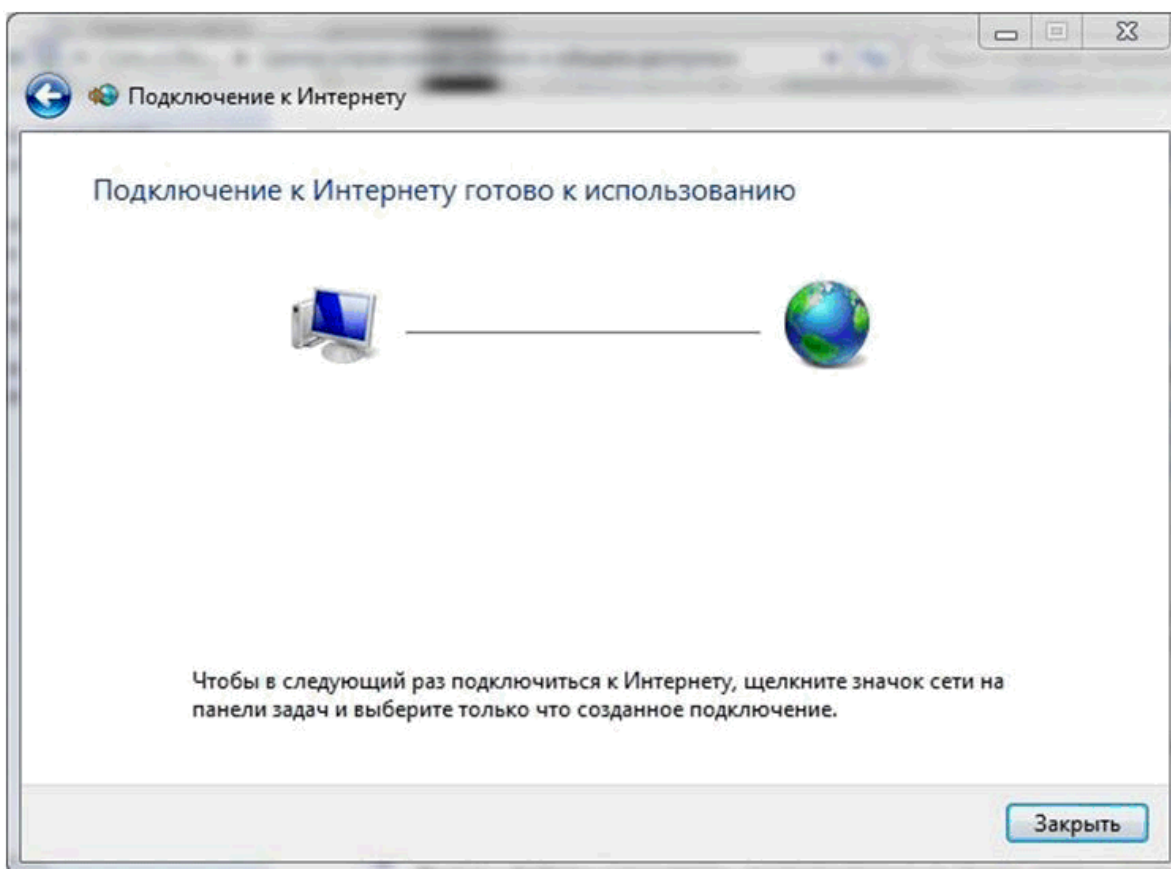 Подключение к Интернету
Подключение к Интернету готово к использованию
Чтобы в следующий раз подключиться к Интернету, щелкните значок сети на
панели задач и выберите только что созданное подключение.
Закрыть